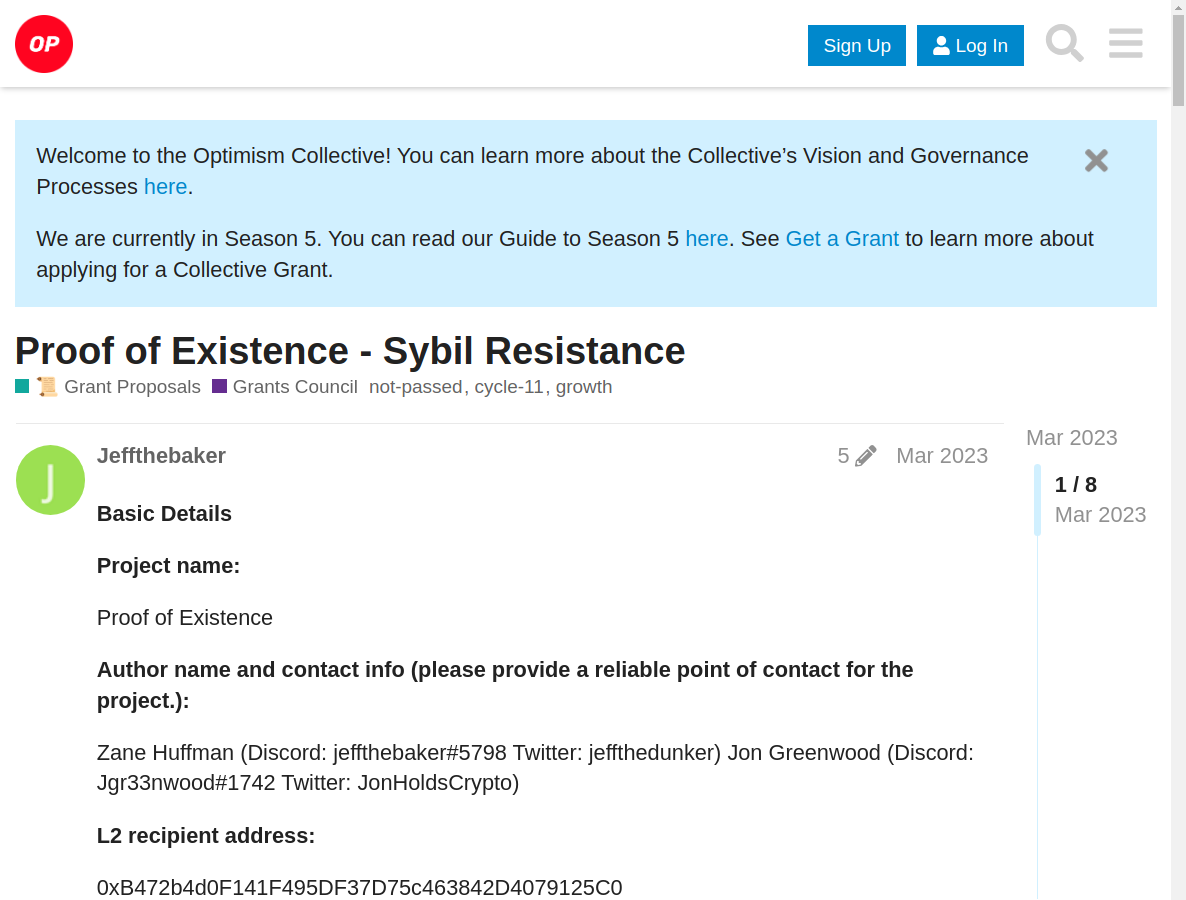 OP
Sign Up
Log In
Welcome to the Optimism Collective! You can learn more about the Collective’s Vision and Governance
Processes here.
We are currently in Season 5. You can read our Guide to Season 5 here. See Get a Grant to learn more about
applying for a Collective Grant.
Proof of Existence - Sybil Resistance
📜 Grant Proposals Grants Council not-passed, cycle-11, growth
J
Jeffthebaker 5 Mar 2023
Mar 2023
1 / 8
Mar 2023
Basic Details
Project name:
Proof of Existence
Author name and contact info (please provide a reliable point of contact for the
project.):
Zane Huffman (Discord: jeffthebaker#5798 Twitter: jeffthedunker) Jon Greenwood (Discord:
Jgr33nwood#1742 Twitter: JonHoldsCrypto)
L2 recipient address:
0xB472b4d0F141F495DF37D75c463842D4079125C0